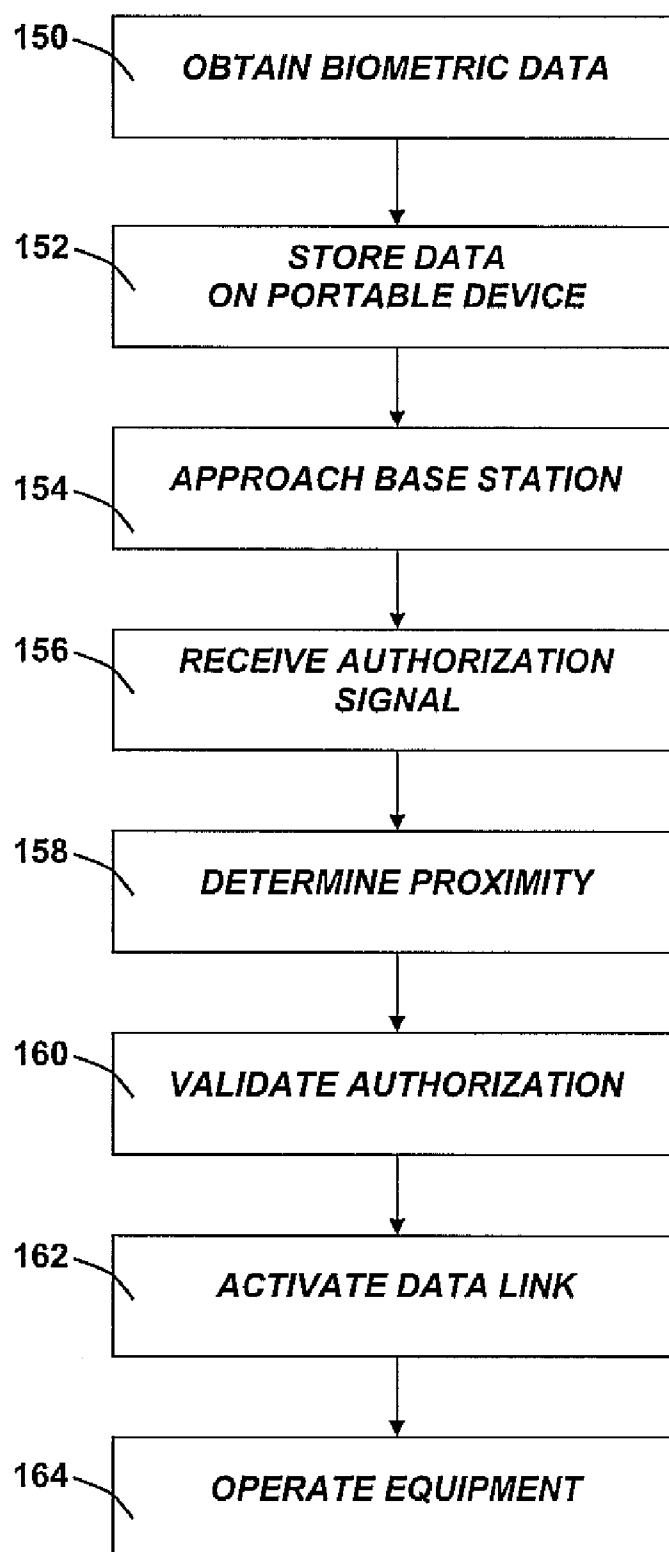 150
OBTAIN BIOMETRIC DATA
152
STORE DATA
ON PORTABLE DEVICE
154
APPROACH BASE STATION
156
RECEIVE AUTHORIZATION
SIGNAL
158
DETERMINE PROXIMITY
160
VALIDATE AUTHORIZATION
162
ACTIVATE DATA LINK
164
OPERATE EQUIPMENT